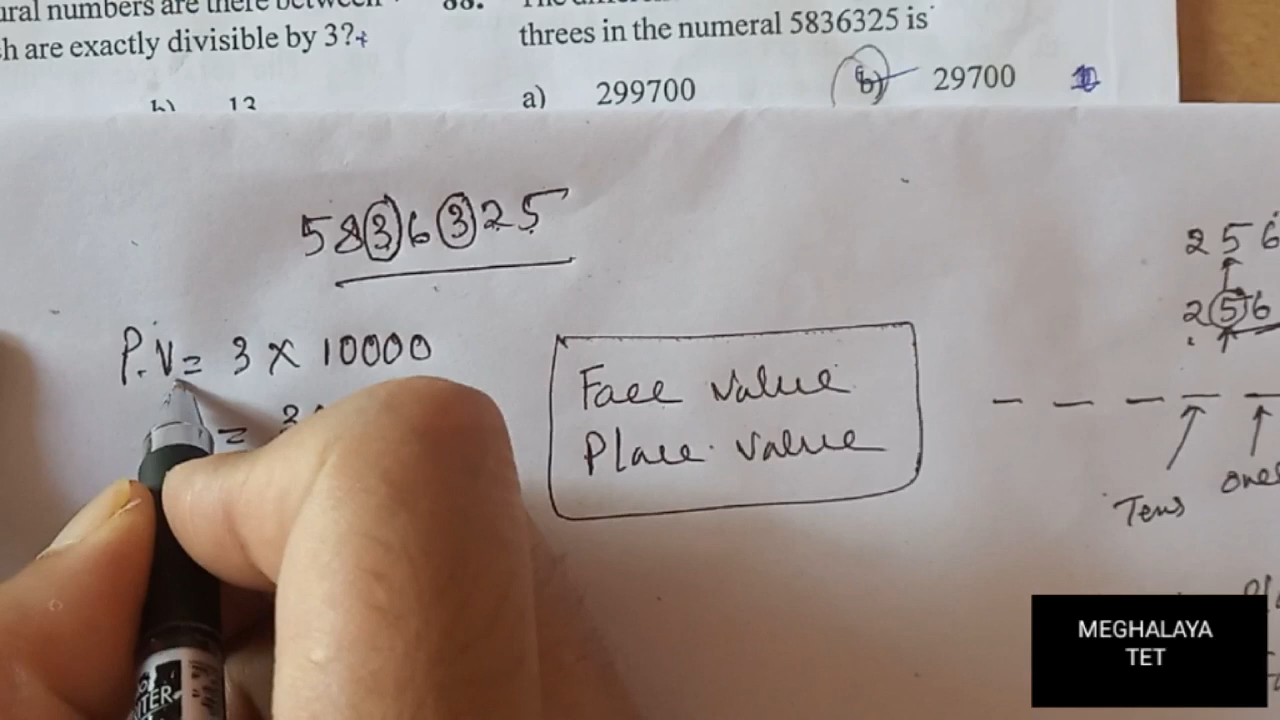 ural numbers are there between
h are exactly divisible by 3?
threes in the numeral 5836325 is
a) 299700
b) 29700
b) 13
5836325
P.V = 3 × 10000
=
Face value
Place value
256
256
Tens
ones
MEGHALAYA
TET